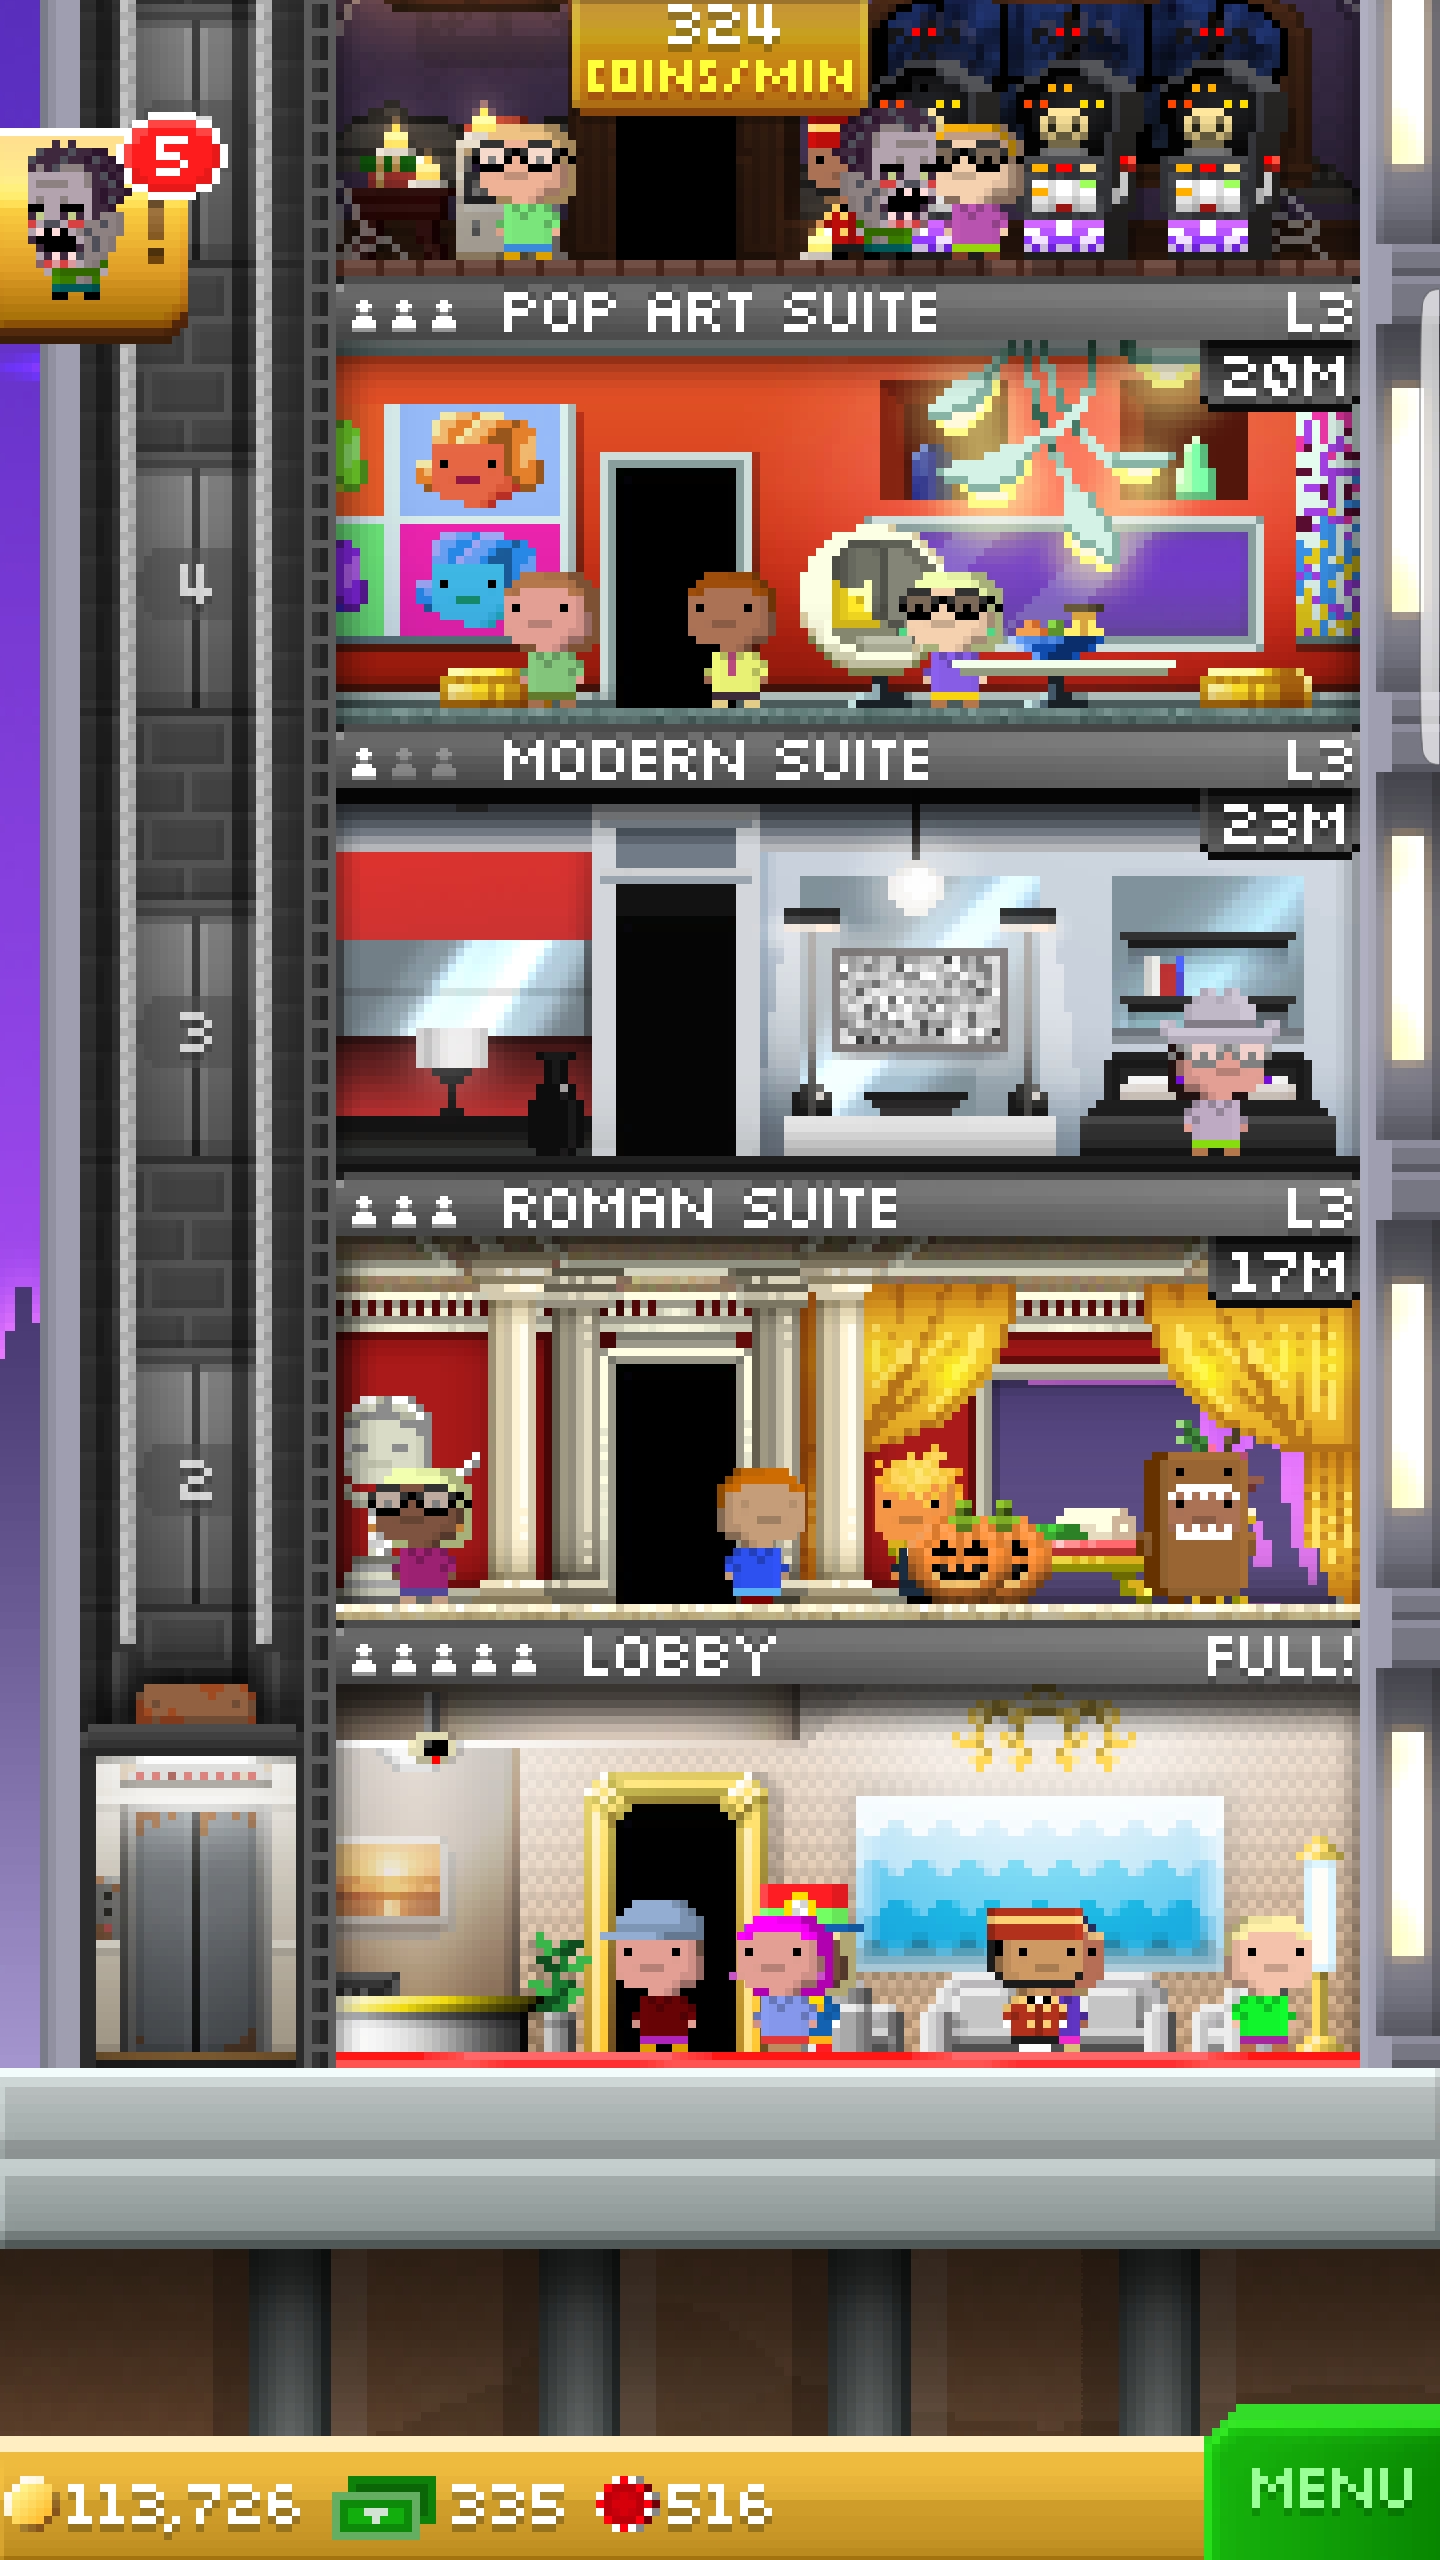 324
COINS/MIN
5
!
POP ART SUITE L3
20M
4
MODERN SUITE L3
23M
3
ROMAN SUITE L3
17M
2
LOBBY FULL!
113,726 335 516
MENU